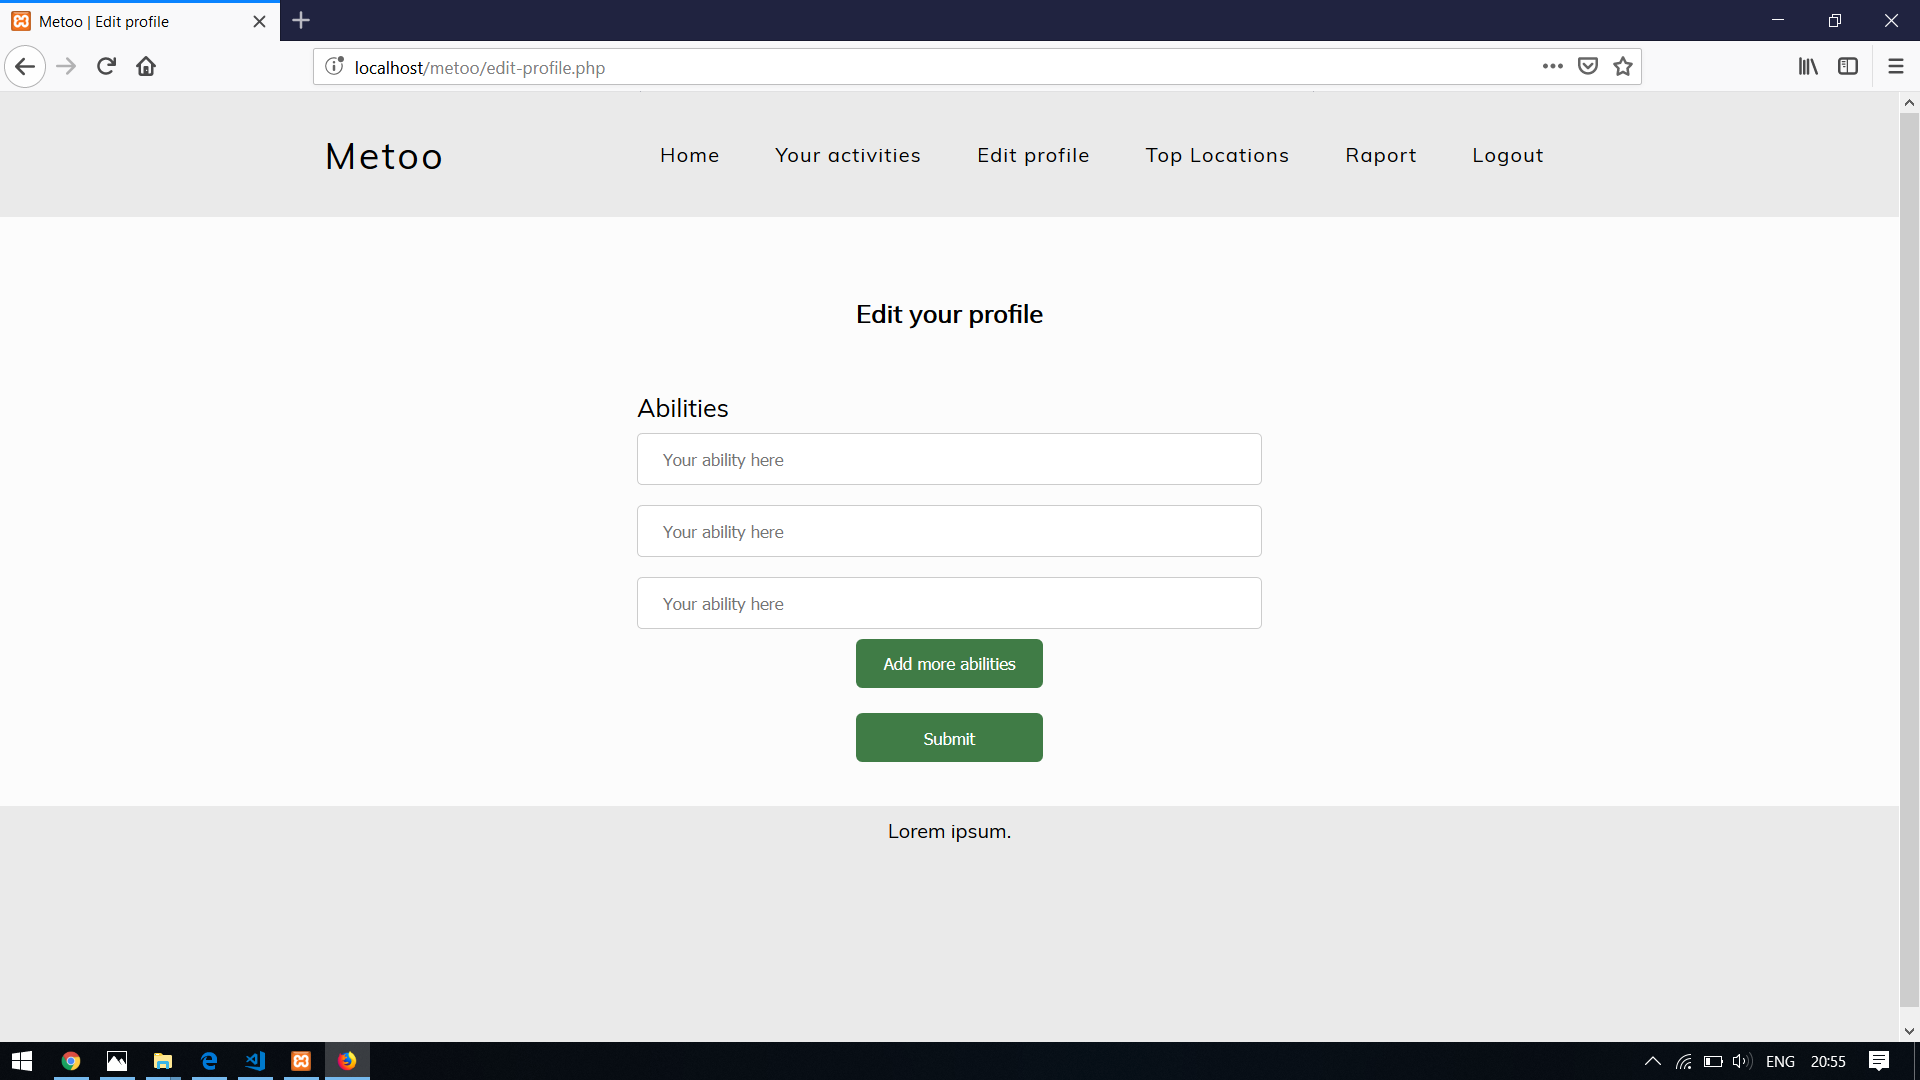 Metoo | Edit profile
localhost/metoo/edit-profile.php
Metoo
Home Your activities Edit profile Top Locations Raport Logout
Edit your profile
Abilities
Your ability here
Your ability here
Your ability here
Add more abilities
Submit
Lorem ipsum.
ENG 20:55